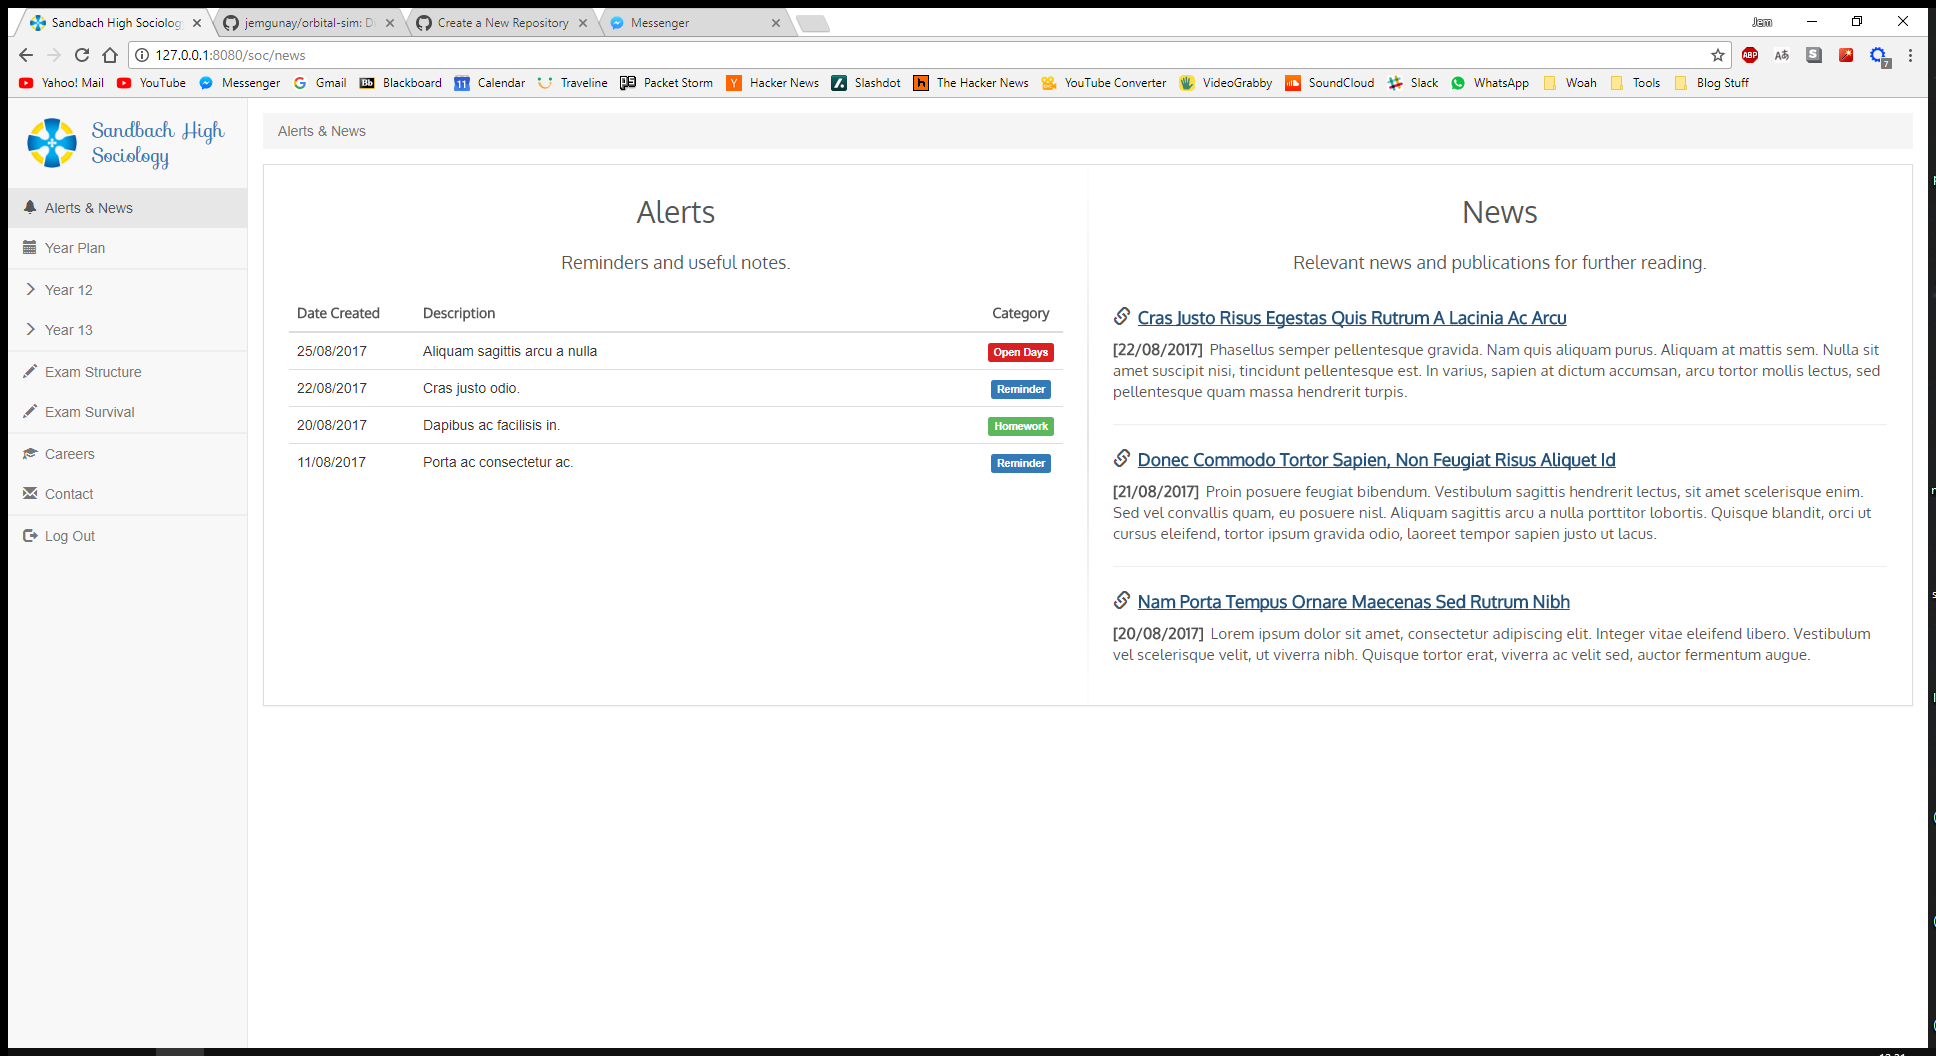 Sandbach High Sociolog
jemgunay/orbital-sim: D
Create a New Repository
Messenger
Jem
127.0.0.1:8080/soc/news
ABP
S
7
Yahoo! Mail
YouTube
Messenger
Gmail
Bb Blackboard
11 Calendar
Traveline
Packet Storm
Y Hacker News
Slashdot
h The Hacker News
YouTube Converter
VideoGrabby
SoundCloud
Slack
WhatsApp
Woah
Tools
Blog Stuff
Sandbach High
Sociology
Alerts & News
Year Plan
Year 12
Year 13
Exam Structure
Exam Survival
Careers
Contact
Log Out
Alerts & News
Alerts
Reminders and useful notes.
Date Created Description Category
25/08/2017 Aliquam sagittis arcu a nulla Open Days
22/08/2017 Cras justo odio. Reminder
20/08/2017 Dapibus ac facilisis in. Homework
11/08/2017 Porta ac consectetur ac. Reminder
News
Relevant news and publications for further reading.
Cras Justo Risus Egestas Quis Rutrum A Lacinia Ac Arcu
[22/08/2017] Phasellus semper pellentesque gravida. Nam quis aliquam purus. Aliquam at mattis sem. Nulla sit
amet suscipit nisi, tincidunt pellentesque est. In varius, sapien at dictum accumsan, arcu tortor mollis lectus, sed
pellentesque quam massa hendrerit turpis.
Donec Commodo Tortor Sapien, Non Feugiat Risus Aliquet Id
[21/08/2017] Proin posuere feugiat bibendum. Vestibulum sagittis hendrerit lectus, sit amet scelerisque enim.
Sed vel convallis quam, eu posuere nisl. Aliquam sagittis arcu a nulla porttitor lobortis. Quisque blandit, orci ut
cursus eleifend, tortor ipsum gravida odio, laoreet tempor sapien justo ut lacus.
Nam Porta Tempus Ornare Maecenas Sed Rutrum Nibh
[20/08/2017] Lorem ipsum dolor sit amet, consectetur adipiscing elit. Integer vitae eleifend libero. Vestibulum
vel scelerisque velit, ut viverra nibh. Quisque tortor erat, viverra ac velit sed, auctor fermentum augue.